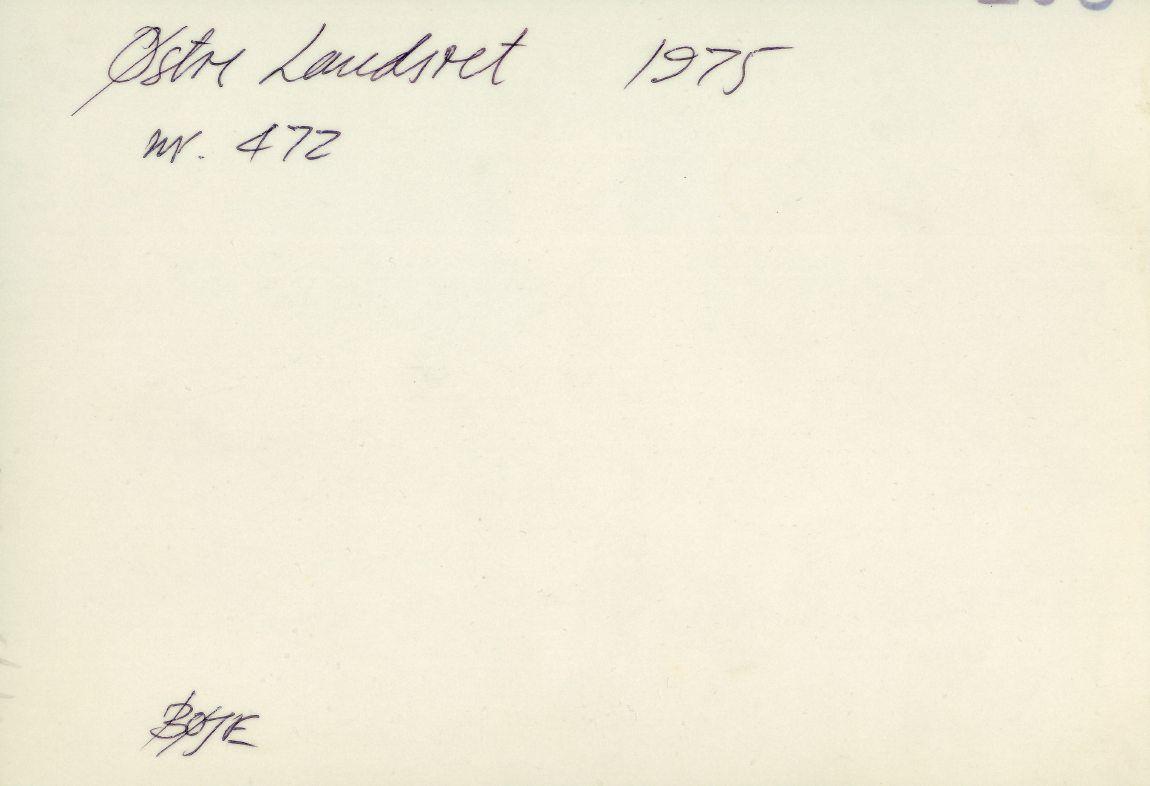 Østre Landsret 1975
nr. 472
BØJE